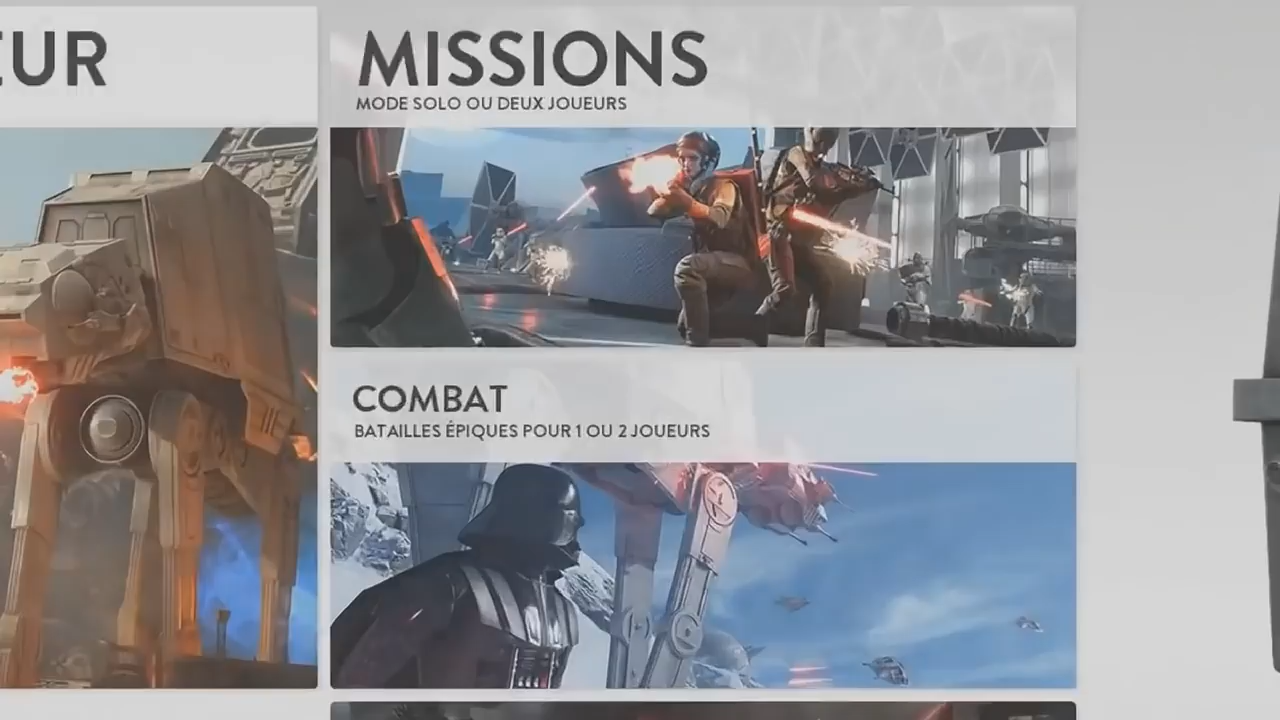 EUR
MISSIONS
MODE SOLO OU DEUX JOUEURS
COMBAT
BATAILLES ÉPIQUES POUR 1 OU 2 JOUEURS